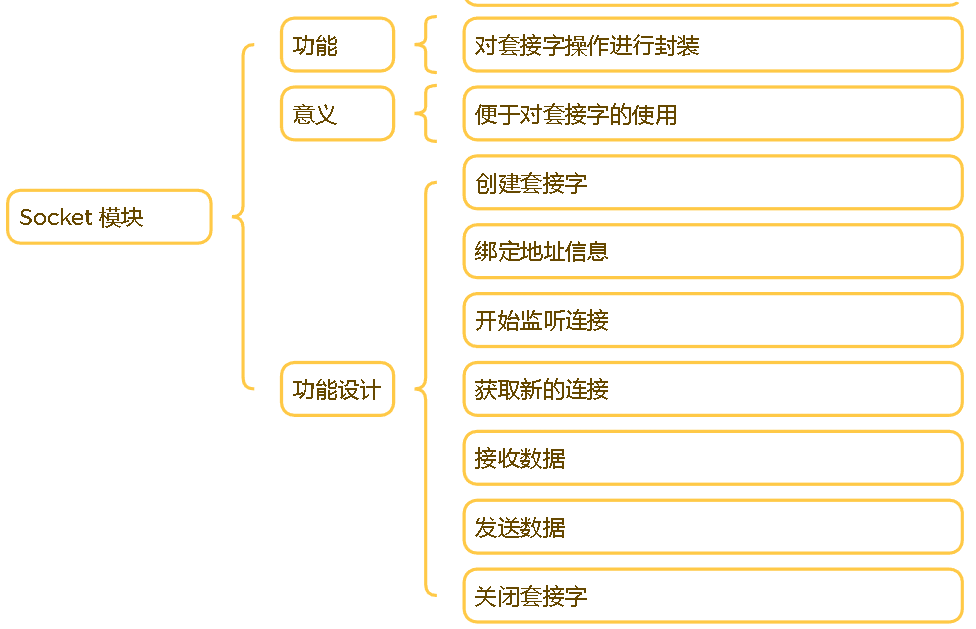 Socket 模块
功能
对套接字操作进行封装
意义
便于对套接字的使用
功能设计
创建套接字
绑定地址信息
开始监听连接
获取新的连接
接收数据
发送数据
关闭套接字